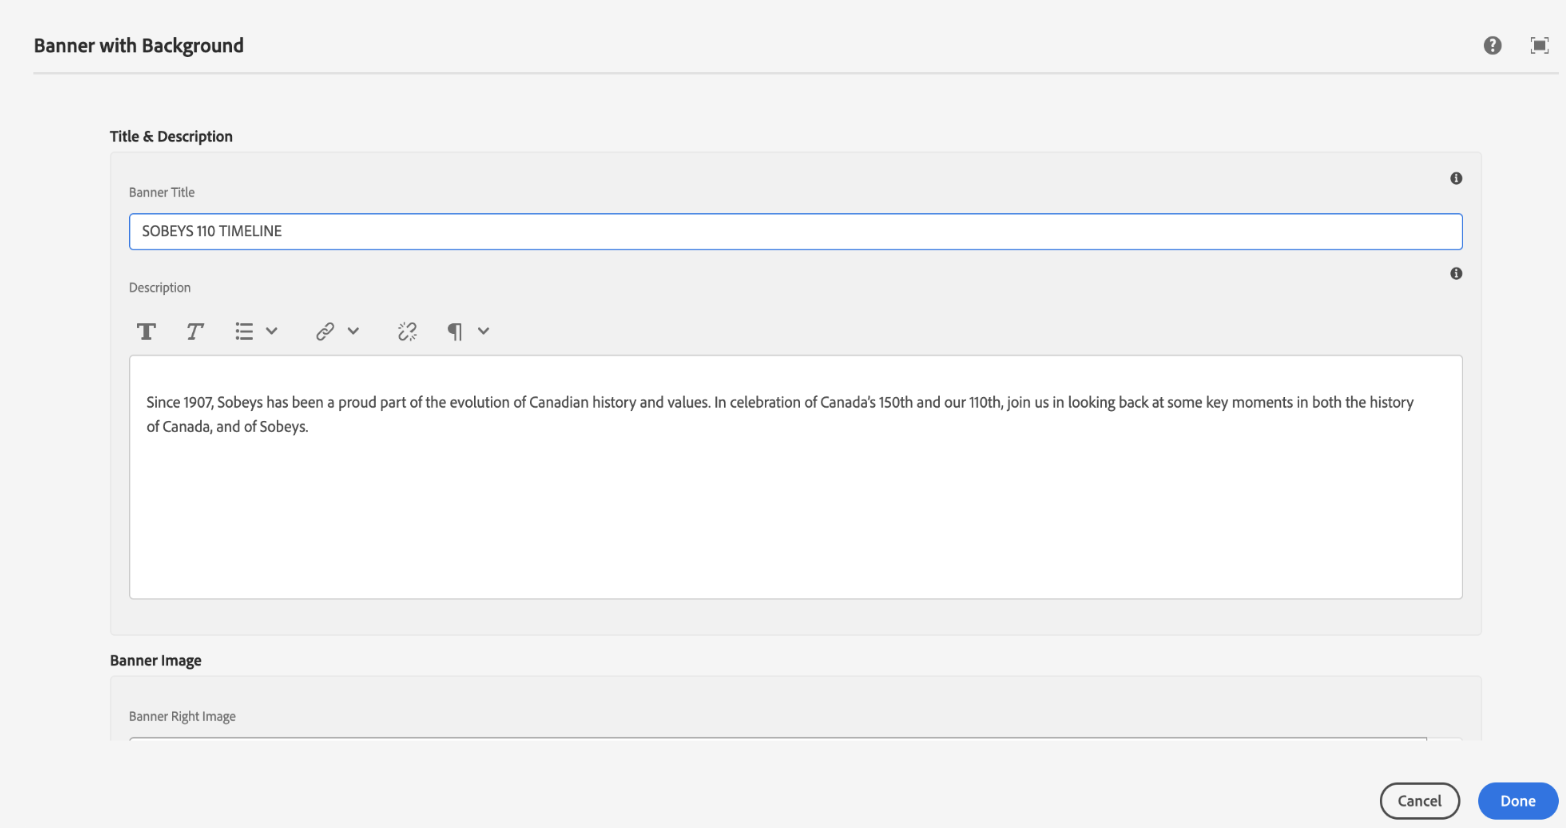 Banner with Background
Title & Description
Banner Title
SOBEYS 110 TIMELINE
Description
Since 1907, Sobeys has been a proud part of the evolution of Canadian history and values. In celebration of Canada's 150th and our 110th, join us in looking back at some key moments in both the history
of Canada, and of Sobeys.
Banner Image
Banner Right Image
Cancel
Done